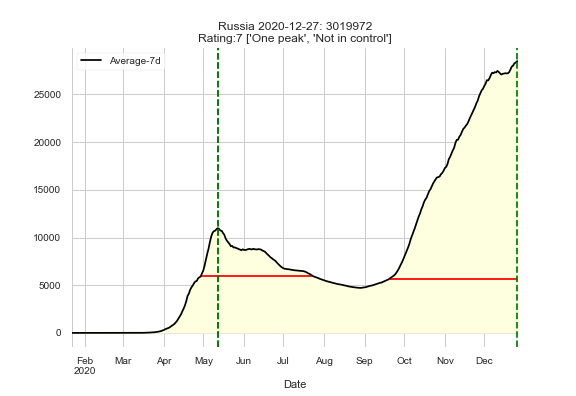 Russia 2020-12-27: 3019972
Rating:7 ['One peak', 'Not in control']
Average-7d
25000
20000
15000
10000
5000
0
Feb Mar Apr May Jun Jul Aug Sep Oct Nov Dec
2020
Date